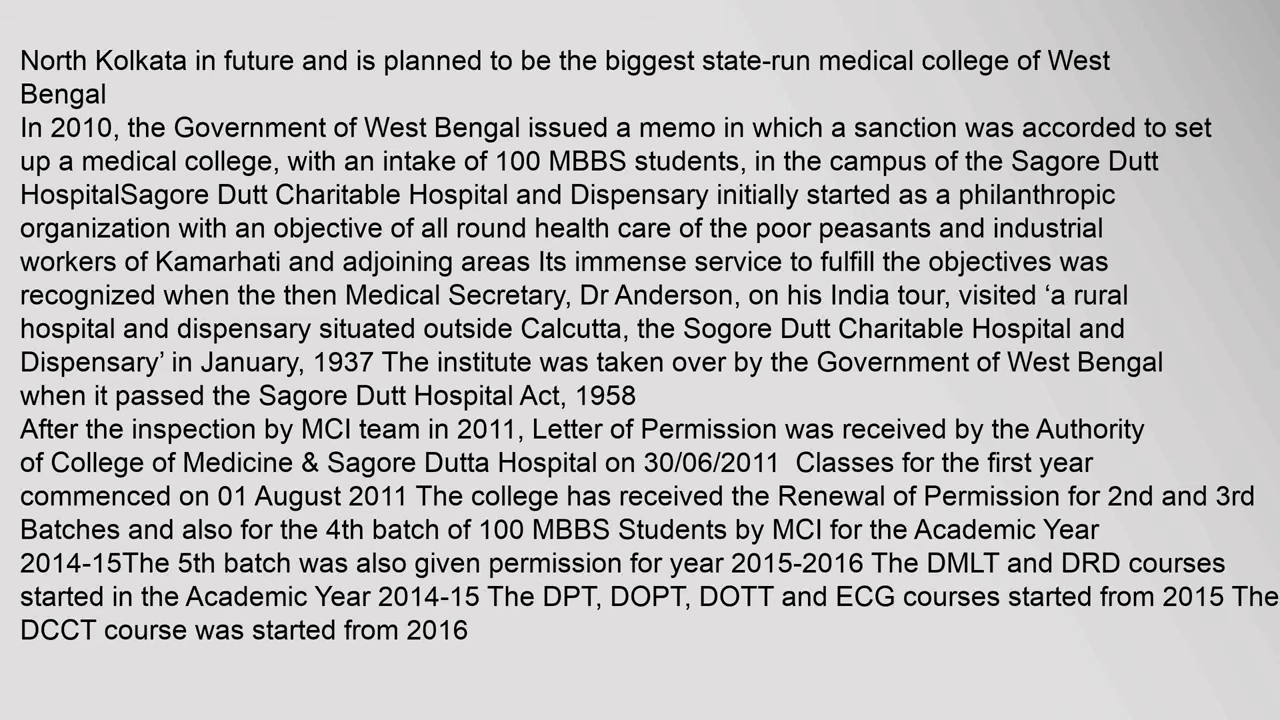 North Kolkata in future and is planned to be the biggest state-run medical college of West
Bengal
In 2010, the Government of West Bengal issued a memo in which a sanction was accorded to set
up a medical college, with an intake of 100 MBBS students, in the campus of the Sagore Dutt
HospitalSagore Dutt Charitable Hospital and Dispensary initially started as a philanthropic
organization with an objective of all round health care of the poor peasants and industrial
workers of Kamarhati and adjoining areas Its immense service to fulfill the objectives was
recognized when the then Medical Secretary, Dr Anderson, on his India tour, visited ‘a rural
hospital and dispensary situated outside Calcutta, the Sogore Dutt Charitable Hospital and
Dispensary’ in January, 1937 The institute was taken over by the Government of West Bengal
when it passed the Sagore Dutt Hospital Act, 1958
After the inspection by MCI team in 2011, Letter of Permission was received by the Authority
of College of Medicine & Sagore Dutta Hospital on 30/06/2011  Classes for the first year
commenced on 01 August 2011 The college has received the Renewal of Permission for 2nd and 3rd
Batches and also for the 4th batch of 100 MBBS Students by MCI for the Academic Year
2014-15The 5th batch was also given permission for year 2015-2016 The DMLT and DRD courses
started in the Academic Year 2014-15 The DPT, DOPT, DOTT and ECG courses started from 2015 The
DCCT course was started from 2016